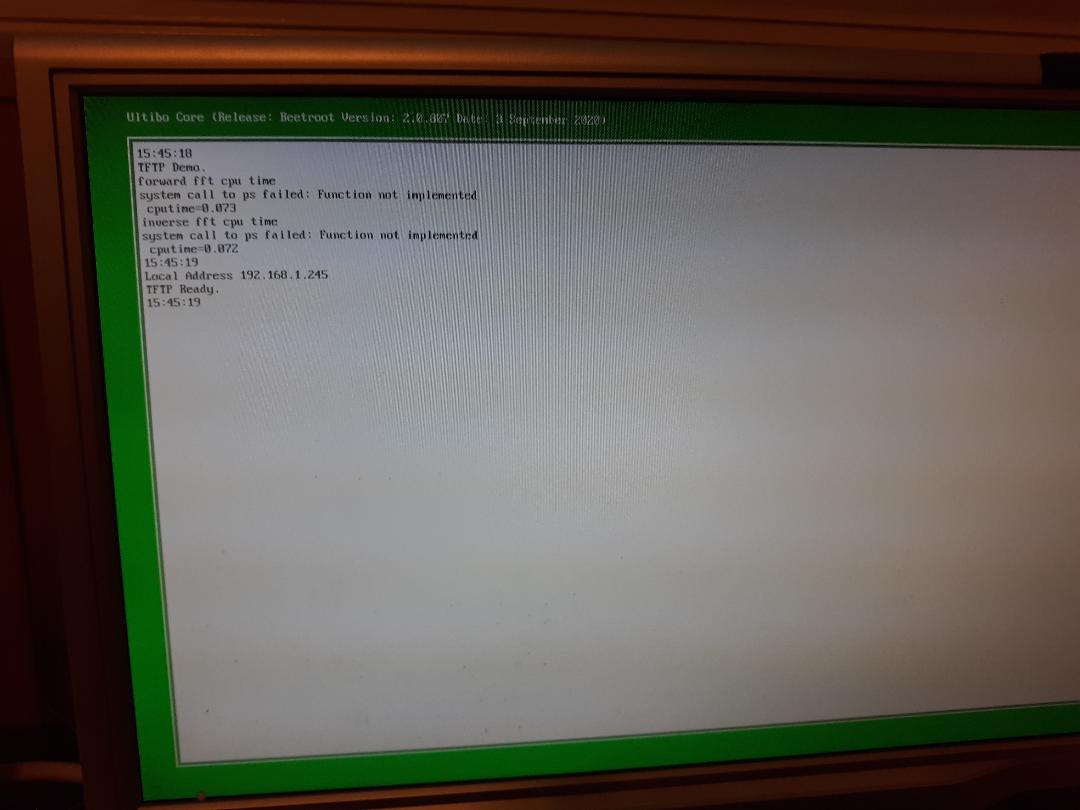 Ultibo Core (Release: Beetroot Version: 2.0.807 Date: 3 September 2020)
15:45:18
TFTP Demo.
forward fft cpu time
system call to ps failed: Function not implemented
cputime=0.073
inverse fft cpu time
system call to ps failed: Function not implemented
cputime=0.072
15:45:19
Local Address 192.168.1.245
TFTP Ready.
15:45:19